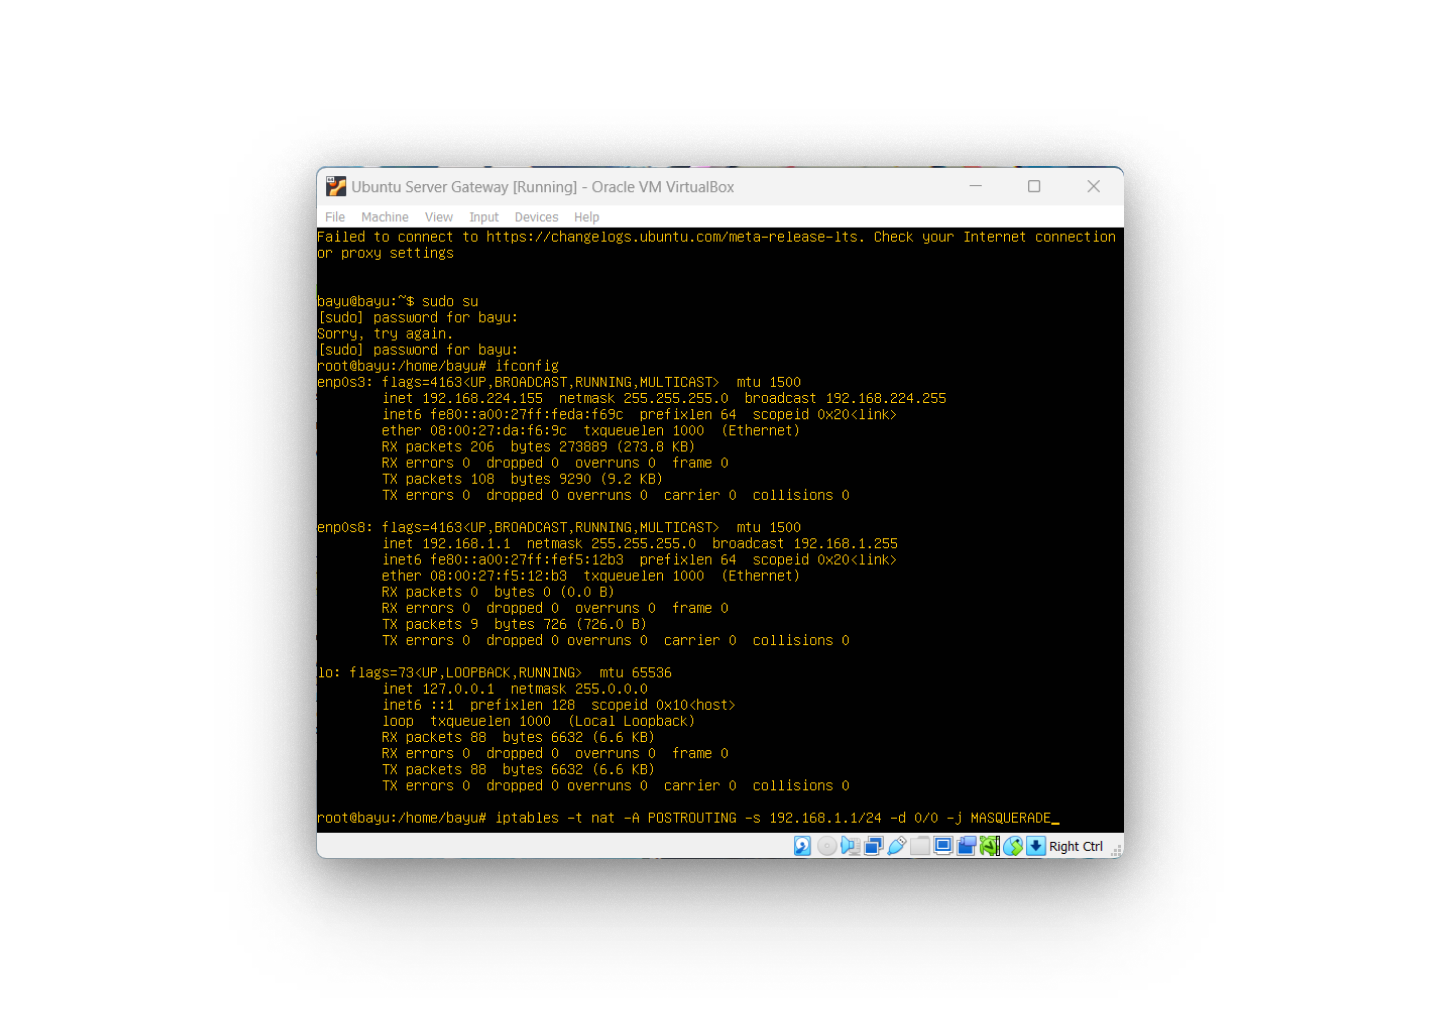 Ubuntu Server Gateway [Running] - Oracle VM VirtualBox
File Machine View Input Devices Help
Failed to connect to https://changelogs.ubuntu.com/meta-release-lts. Check your Internet connection
or proxy settings
bayu@bayu:~$ sudo su
[sudo] password for bayu:
Sorry, try again.
[sudo] password for bayu:
root@bayu:/home/bayu# ifconfig
enp0s3: flags=4163<UP,BROADCAST,RUNNING,MULTICAST>  mtu 1500
inet 192.168.224.155  netmask 255.255.255.0  broadcast 192.168.224.255
inet6 fe80::a00:27ff:feda:f69c  prefixlen 64  scopeid 0x20<link>
ether 08:00:27:da:f6:9c  txqueuelen 1000  (Ethernet)
RX packets 206  bytes 273889 (273.8 KB)
RX errors 0  dropped 0  overruns 0  frame 0
TX packets 108  bytes 9290 (9.2 KB)
TX errors 0  dropped 0 overruns 0  carrier 0  collisions 0
enp0s8: flags=4163<UP,BROADCAST,RUNNING,MULTICAST>  mtu 1500
inet 192.168.1.1  netmask 255.255.255.0  broadcast 192.168.1.255
inet6 fe80::a00:27ff:fef5:12b3  prefixlen 64  scopeid 0x20<link>
ether 08:00:27:f5:12:b3  txqueuelen 1000  (Ethernet)
RX packets 0  bytes 0 (0.0 B)
RX errors 0  dropped 0  overruns 0  frame 0
TX packets 9  bytes 726 (726.0 B)
TX errors 0  dropped 0 overruns 0  carrier 0  collisions 0
lo: flags=73<UP,LOOPBACK,RUNNING>  mtu 65536
inet 127.0.0.1  netmask 255.0.0.0
inet6 ::1  prefixlen 128  scopeid 0x10<host>
loop  txqueuelen 1000  (Local Loopback)
RX packets 88  bytes 6632 (6.6 KB)
RX errors 0  dropped 0  overruns 0  frame 0
TX packets 88  bytes 6632 (6.6 KB)
TX errors 0  dropped 0 overruns 0  carrier 0  collisions 0
root@bayu:/home/bayu# iptables -t nat -A POSTROUTING -s 192.168.1.1/24 -d 0/0 -j MASQUERADE_
Right Ctrl